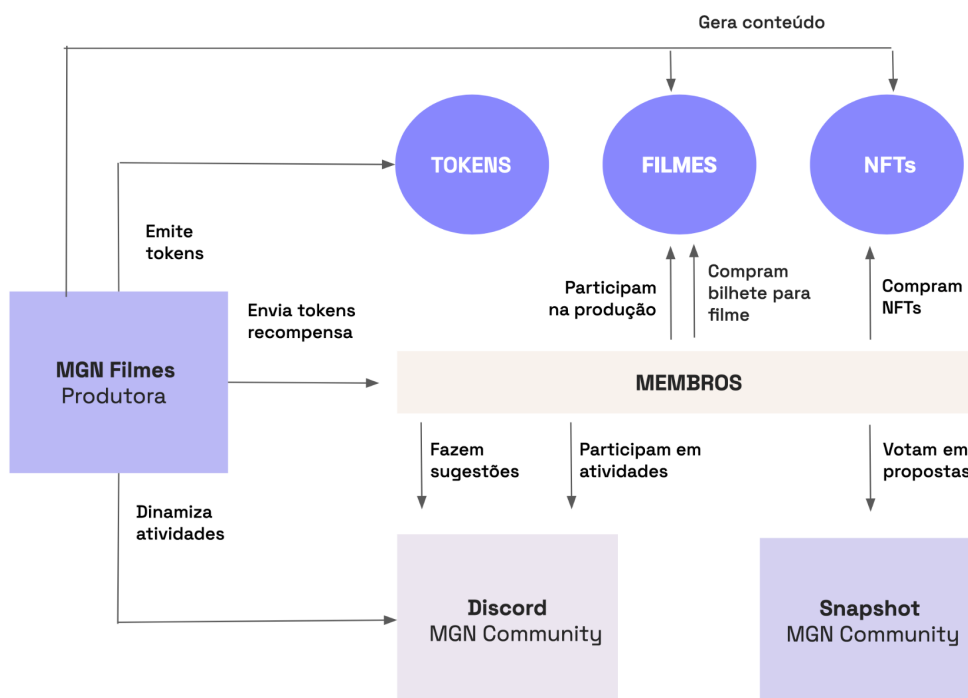 Gera conteúdo
TOKENS
FILMES
NFTs
Emite
tokens
Envia tokens
recompensa
Participam
na produção
Compram
bilhete para
filme
Compram
NFTs
MGN Filmes
Produtora
MEMBROS
Fazem
sugestões
Participam em
atividades
Votam em
propostas
Dinamiza
atividades
Discord
MGN Community
Snapshot
MGN Community